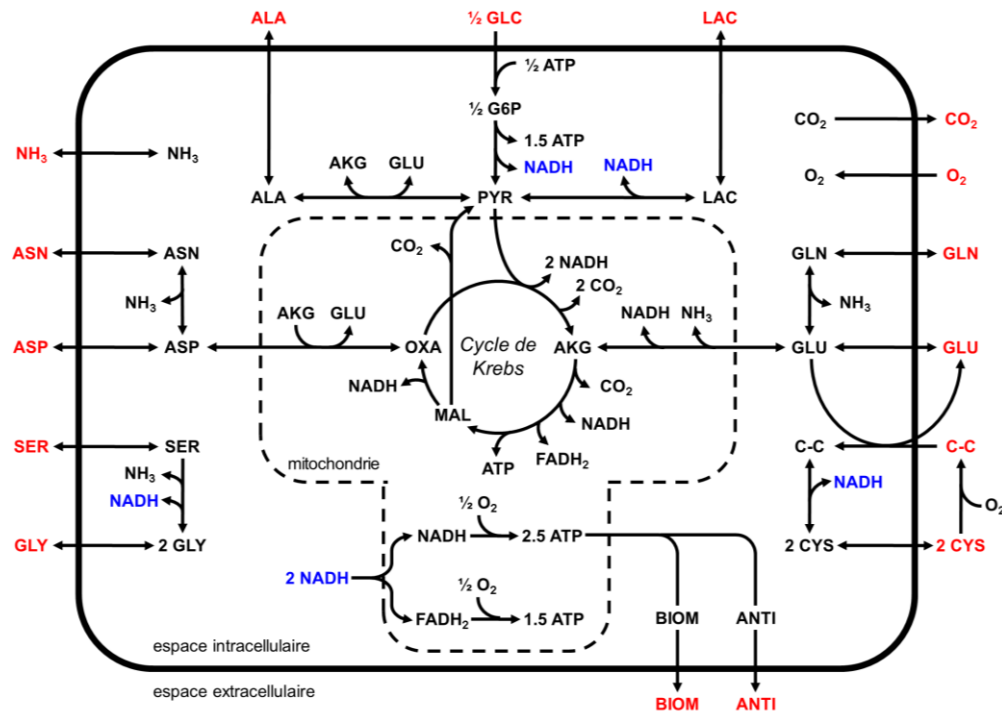 ALA
½ GLC
LAC
½ ATP
½ G6P
CO₂
CO₂
1.5 ATP
NH₃
NH₃
AKG
GLU
NADH
NADH
O₂
O₂
ALA
PYR
LAC
CO₂
2 NADH
ASN
ASN
GLN
GLN
2 CO₂
NH₃
NH₃
AKG
GLU
NADH
NH₃
ASP
ASP
OXA
Cycle de
Krebs
AKG
GLU
GLU
NADH
CO₂
MAL
NADH
SER
SER
C-C
C-C
mitochondrie
ATP
FADH₂
NH₃
NADH
NADH
½ O₂
O₂
GLY
2 GLY
NADH
2.5 ATP
2 CYS
2 CYS
2 NADH
½ O₂
FADH₂
1.5 ATP
BIOM
ANTI
espace intracellulaire
espace extracellulaire
BIOM
ANTI